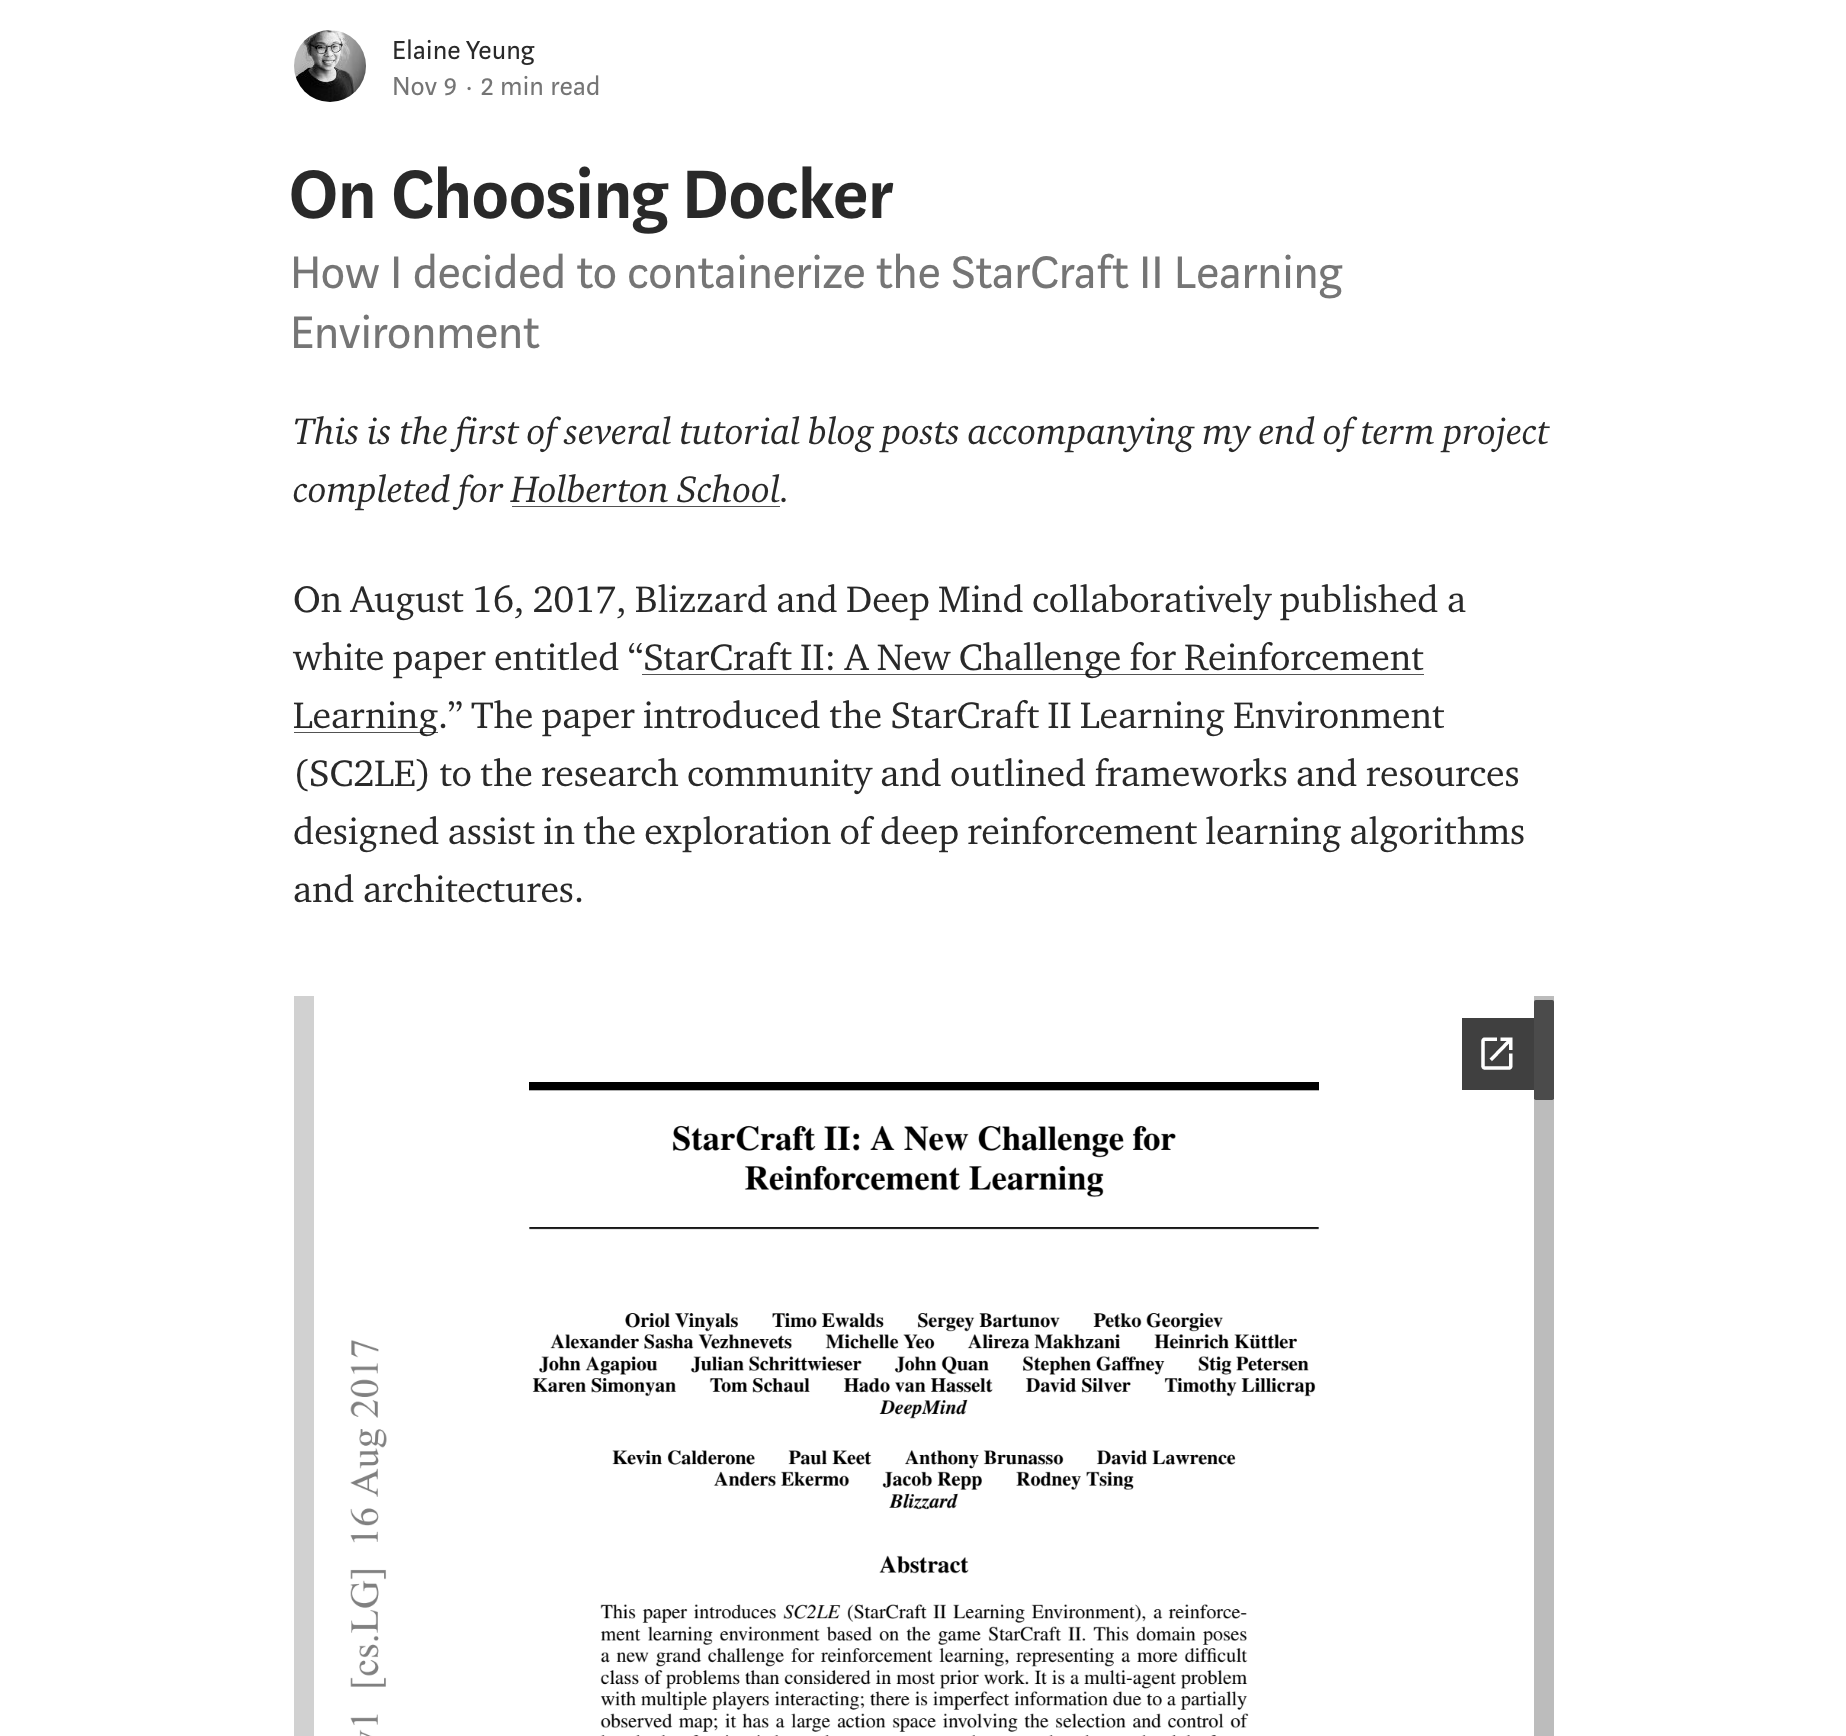 Elaine Yeung
Nov 9 · 2 min read
On Choosing Docker
How I decided to containerize the StarCraft II Learning
Environment
This is the first of several tutorial blog posts accompanying my end of term project
completed for Holberton School.
On August 16, 2017, Blizzard and Deep Mind collaboratively published a
white paper entitled “StarCraft II: A New Challenge for Reinforcement
Learning.” The paper introduced the StarCraft II Learning Environment
(SC2LE) to the research community and outlined frameworks and resources
designed assist in the exploration of deep reinforcement learning algorithms
and architectures.
StarCraft II: A New Challenge for
Reinforcement Learning
Oriol Vinyals Timo Ewalds Sergey Bartunov Petko Georgiev
Alexander Sasha Vezhnevets Michelle Yeo Alireza Makhzani Heinrich Küttler
John Agapiou Julian Schrittwieser John Quan Stephen Gaffney Stig Petersen
Karen Simonyan Tom Schaul Hado van Hasselt David Silver Timothy Lillicrap
DeepMind
Kevin Calderone Paul Keet Anthony Brunasso David Lawrence
Anders Ekermo Jacob Repp Rodney Tsing
Blizzard
Abstract
This paper introduces SC2LE (StarCraft II Learning Environment), a reinforce-
ment learning environment based on the game StarCraft II. This domain poses
a new grand challenge for reinforcement learning, representing a more difficult
class of problems than considered in most prior work. It is a multi-agent problem
with multiple players interacting; there is imperfect information due to a partially
observed map; it has a large action space involving the selection and control of
[cs.LG] 16 Aug 2017